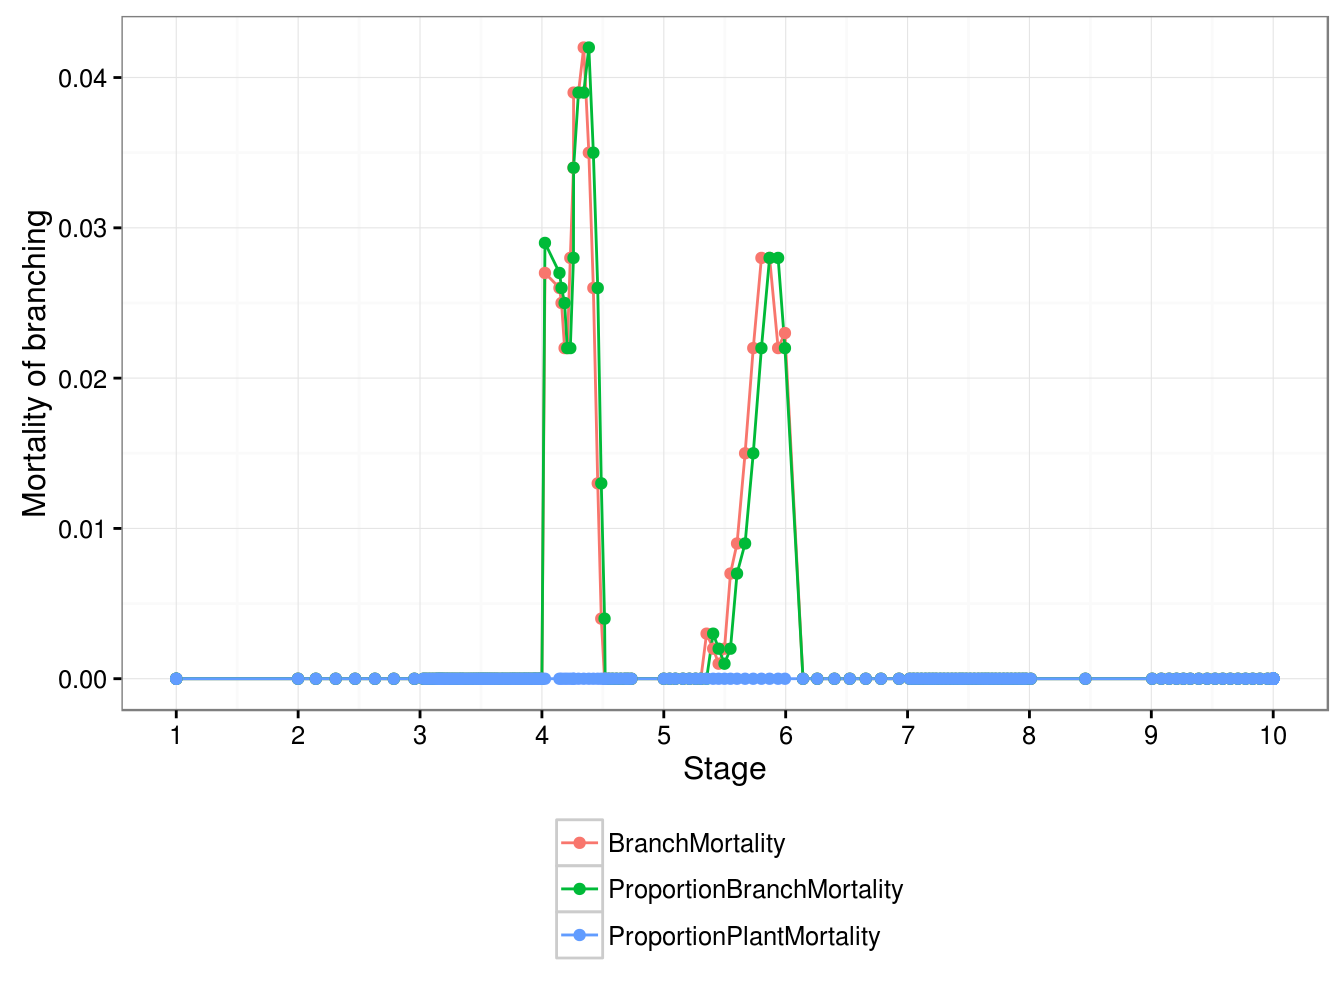 Mortality of branching
0.04
0.03
0.02
0.01
0.00
1 2 3 4 5 6 7 8 9 10
Stage
BranchMortality
ProportionBranchMortality
ProportionPlantMortality